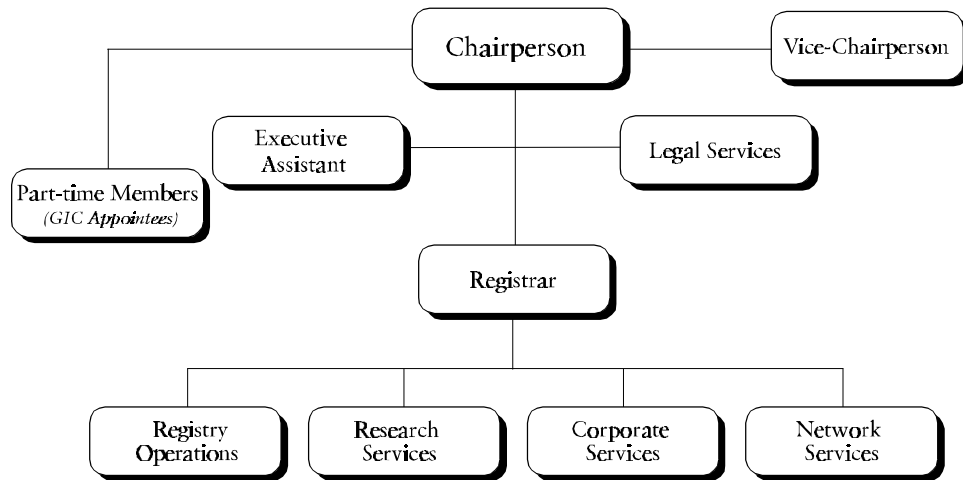 Chairperson
Vice-Chairperson
Executive
Assistant
Legal Services
Part-time Members
(GIC Appointees)
Registrar
Registry
Operations
Research
Services
Corporate
Services
Network
Services